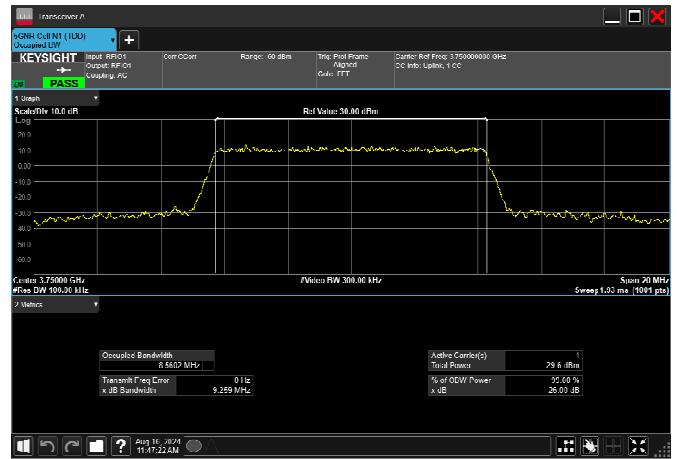 Transceiver A
5GNR Cell N1 (TDD)
Occupied BW
KEYSIGHT
Input: RFIO1
Output: RFIO1
Coupling: AC
Corr CCorr
Range: -60 dBm
Trig: Prot Frame
Aligned
Gate: FFT
Carrier Ref Freq: 3.750000000 GHz
CC Info: Uplink, 1 CC
PASS
1 Graph
Scale/Div 10.0 dB
Ref Value 30.00 dBm
Log
20.0
10.0
0.00
-10.0
-20.0
-30.0
-40.0
-50.0
-60.0
Center 3.75000 GHz
#Video BW 300.00 kHz
Span 20 MHz
#Res BW 100.00 kHz
Sweep 1.93 ms (1001 pts)
2 Metrics
Occupied Bandwidth
8.5602 MHz
Active Carrier(s) 1
Total Power 29.6 dBm
Transmit Freq Error 0 Hz
x dB Bandwidth 9.259 MHz
% of OBW Power 99.00 %
x dB 26.00 dB
?
Aug 16, 2024
11:47:22 AM